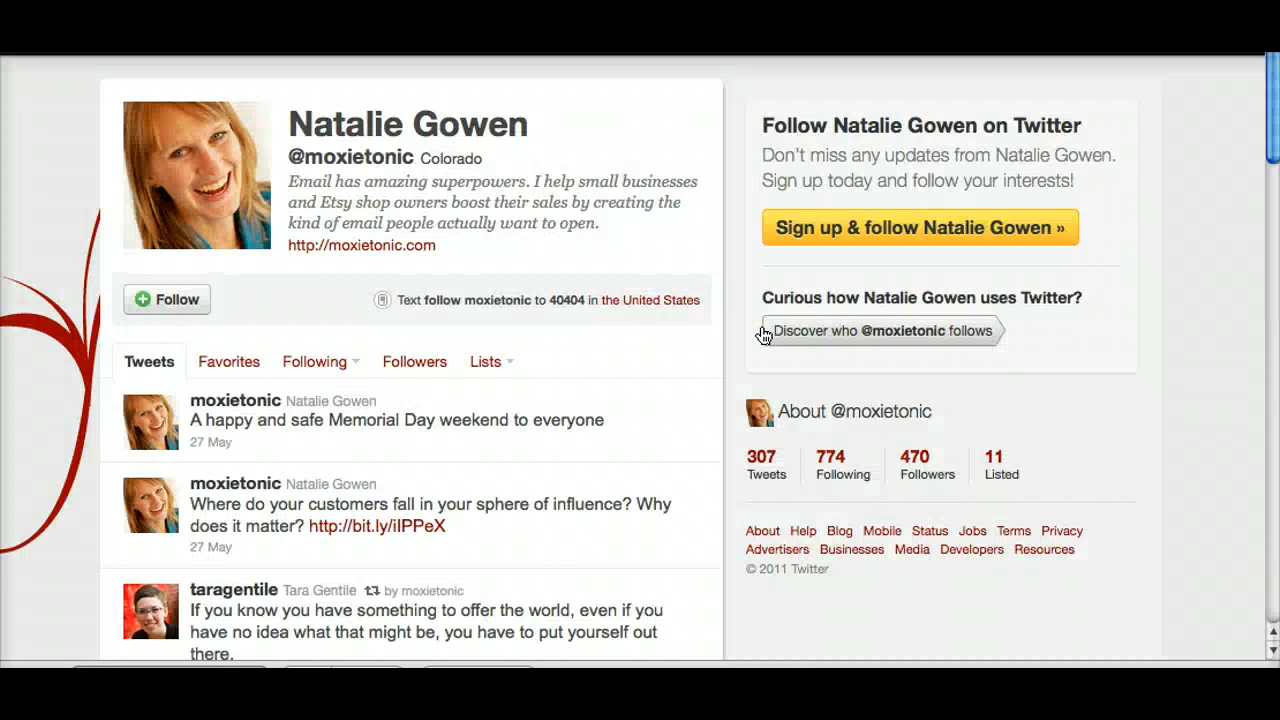 Natalie Gowen
@moxietonic Colorado
Email has amazing superpowers. I help small businesses
and Etsy shop owners boost their sales by creating the
kind of email people actually want to open.
http://moxietonic.com
Follow
Text follow moxietonic to 40404 in the United States
Tweets Favorites Following Followers Lists
moxietonic Natalie Gowen
A happy and safe Memorial Day weekend to everyone
27 May
moxietonic Natalie Gowen
Where do your customers fall in your sphere of influence? Why
does it matter? http://bit.ly/iIPPeX
27 May
taragentile Tara Gentile by moxietonic
If you know you have something to offer the world, even if you
have no idea what that might be, you have to put yourself out
there.
Follow Natalie Gowen on Twitter
Don't miss any updates from Natalie Gowen.
Sign up today and follow your interests!
Sign up & follow Natalie Gowen »
Curious how Natalie Gowen uses Twitter?
Discover who @moxietonic follows
About @moxietonic
307 774 470 11
Tweets Following Followers Listed
About Help Blog Mobile Status Jobs Terms Privacy
Advertisers Businesses Media Developers Resources
© 2011 Twitter